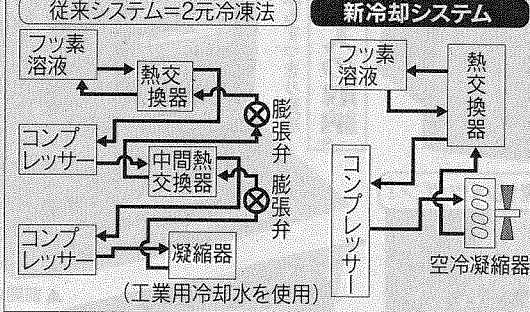 従来システム=2元冷凍法
フッ素
溶液
熱交
換器
膨張弁
コンプ
レッサー
中間熱
交換器
膨張弁
コンプ
レッサー
凝縮器
(工業用冷却水を使用)
新冷却システム
フッ素
溶液
熱交換器
コンプレッサー
空冷凝縮器